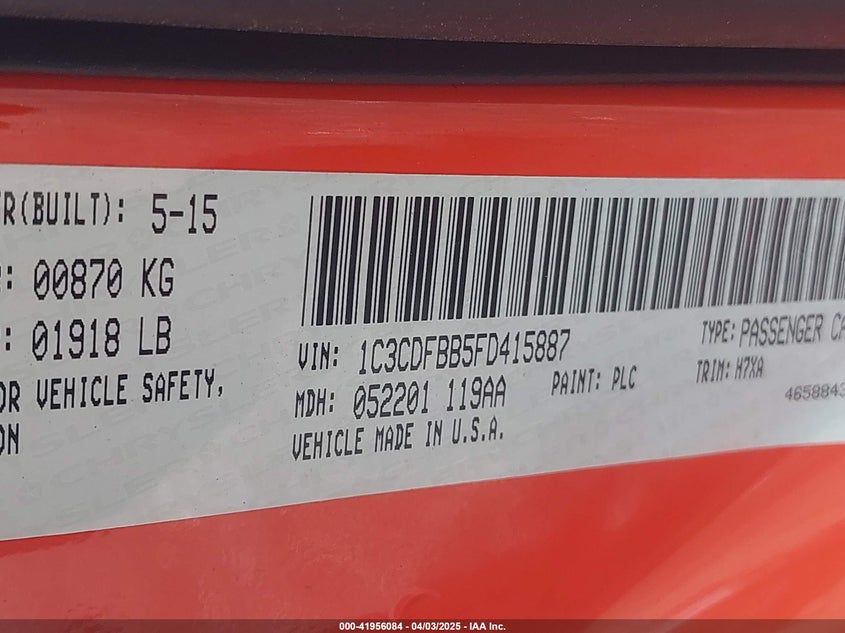 R(BUILT): 5-15
: 00870 KG
: 01918 LB
OR VEHICLE SAFETY,
ON
VIN: 1C3CDFBB5FD415887
TYPE: PASSENGER CA
MDH: 052201 119AA
PAINT: PLC
TRIM: H7XA
4658843
VEHICLE MADE IN U.S.A.
000-41956084 - 04/03/2025 - IAA Inc.